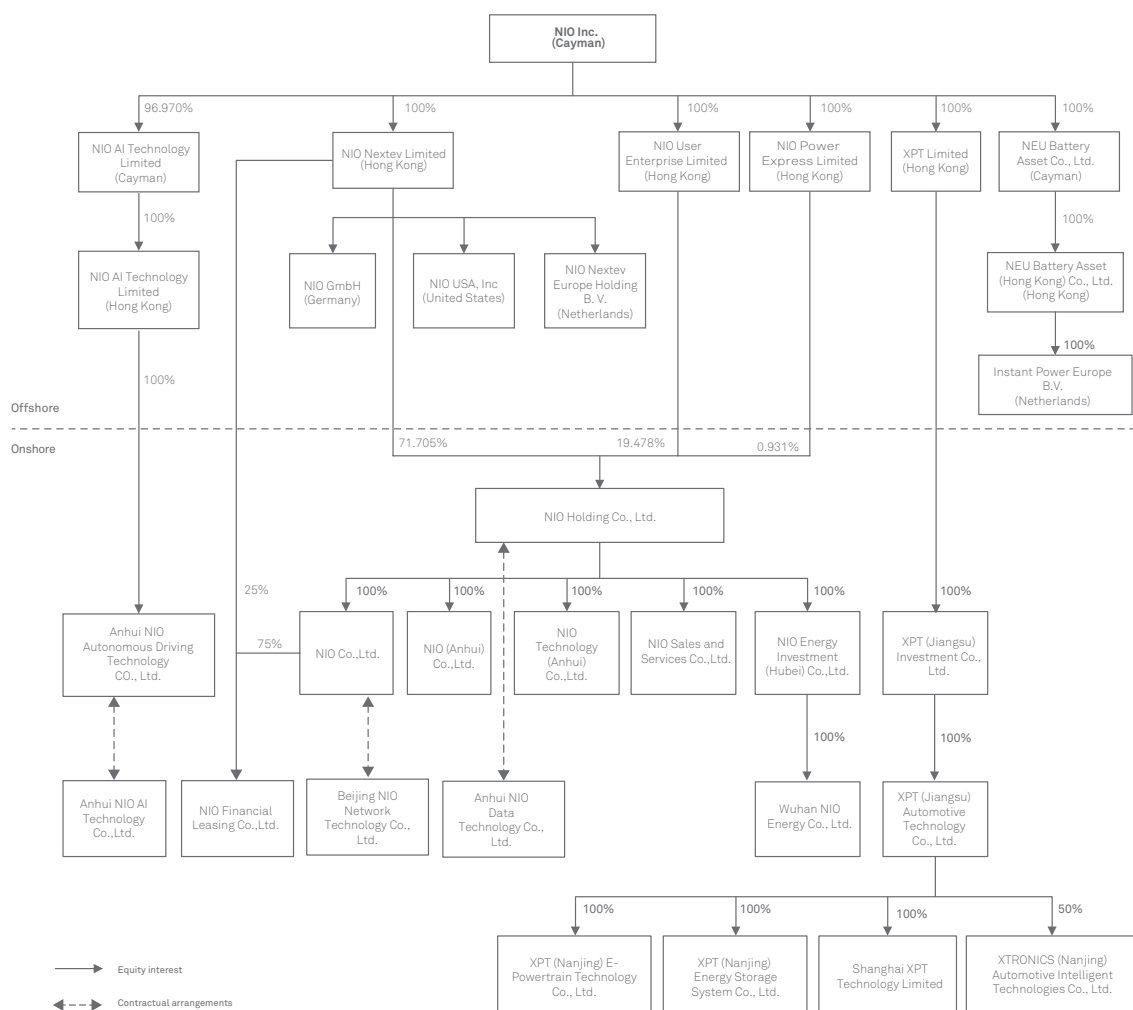 NIO Inc.
(Cayman)
96.970%
100%
100%
100%
100%
100%
NIO AI Technology
Limited
(Cayman)
NIO Nextev Limited
(Hong Kong)
NIO User
Enterprise Limited
(Hong Kong)
NIO Power
Express Limited
(Hong Kong)
XPT Limited
(Hong Kong)
NEU Battery
Asset Co., Ltd.
(Cayman)
100%
100%
NIO AI Technology
Limited
(Hong Kong)
NIO GmbH
(Germany)
NIO USA, Inc
(United States)
NIO Nextev
Europe Holding
B. V.
(Netherlands)
NEU Battery Asset
(Hong Kong) Co., Ltd.
(Hong Kong)
100%
100%
Instant Power Europe
B.V.
(Netherlands)
Offshore
Onshore
71.705%
19.478%
0.931%
NIO Holding Co., Ltd.
25%
75%
100%
100%
100%
100%
100%
100%
Anhui NIO
Autonomous Driving
Technology
CO., Ltd.
NIO Co.,Ltd.
NIO (Anhui)
Co.,Ltd.
NIO
Technology
(Anhui)
Co.,Ltd.
NIO Sales and
Services Co.,Ltd.
NIO Energy
Investment
(Hubei) Co.,Ltd.
XPT (Jiangsu)
Investment Co.,
Ltd.
100%
100%
Anhui NIO AI
Technology
Co.,Ltd.
NIO Financial
Leasing Co.,Ltd.
Beijing NIO
Network
Technology Co.,
Ltd.
Anhui NIO
Data
Technology Co.,
Ltd.
Wuhan NIO
Energy Co., Ltd.
XPT (Jiangsu)
Automotive
Technology
Co., Ltd.
100%
100%
100%
50%
XPT (Nanjing) E-
Powertrain Technology
Co., Ltd.
XPT (Nanjing)
Energy Storage
System Co., Ltd.
Shanghai XPT
Technology Limited
XTRONICS (Nanjing)
Automotive Intelligent
Technologies Co., Ltd.
Equity interest
Contractual arrangements